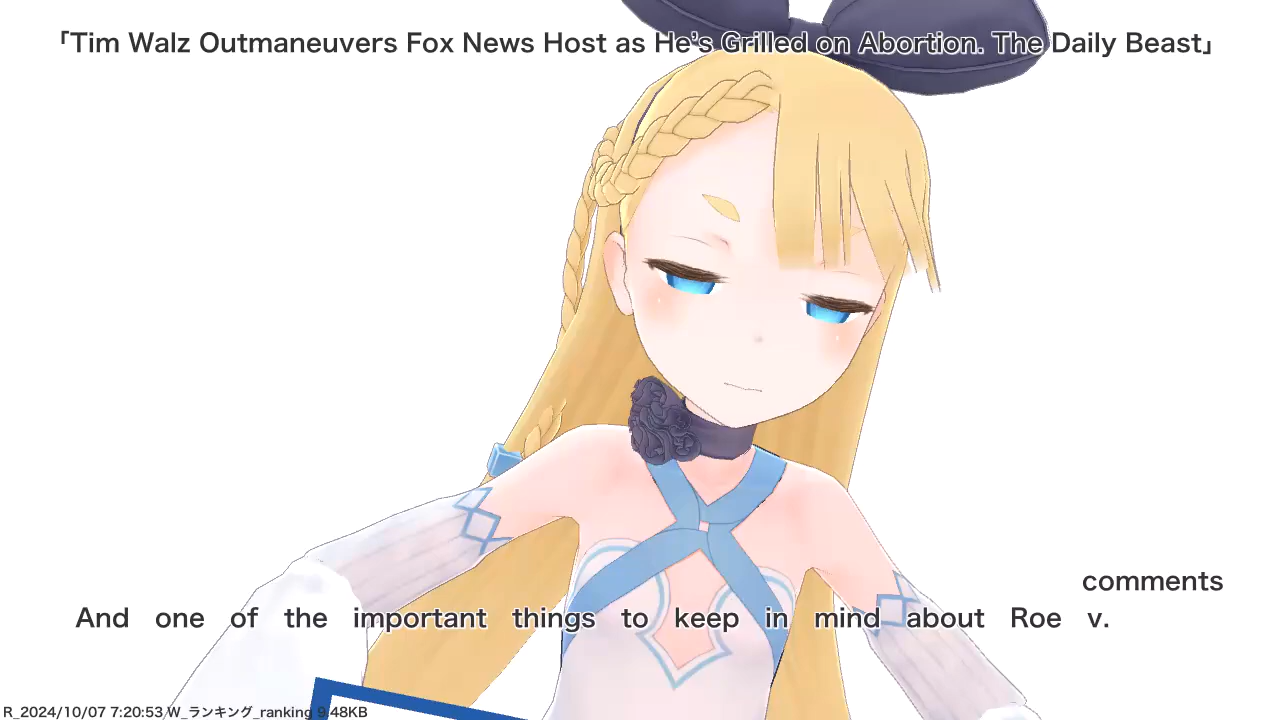 「Tim Walz Outmaneuvers Fox News Host as He’s Grilled on Abortion. The Daily Beast」
comments
And one of the important things to keep in mind about Roe v.
R_2024/10/07 7:20:53 W_ランキング_ranking 9.48KB